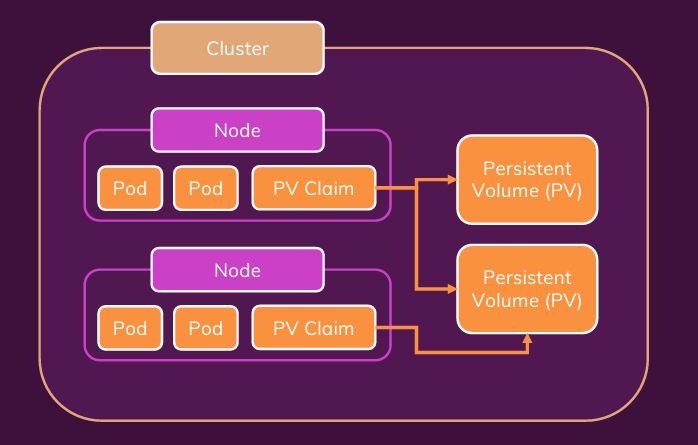 Cluster
Node
Pod
Pod
PV Claim
Persistent
Volume (PV)
Node
Pod
Pod
PV Claim
Persistent
Volume (PV)